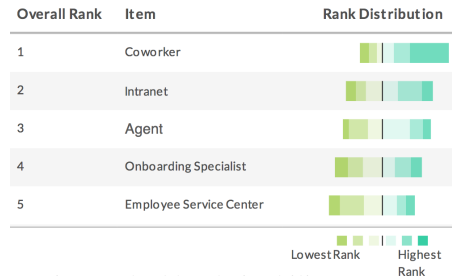 Overall Rank Item Rank Distribution
1 Coworker
2 Intranet
3 Agent
4 Onboarding Specialist
5 Employee Service Center
Lowest Rank Highest
Rank